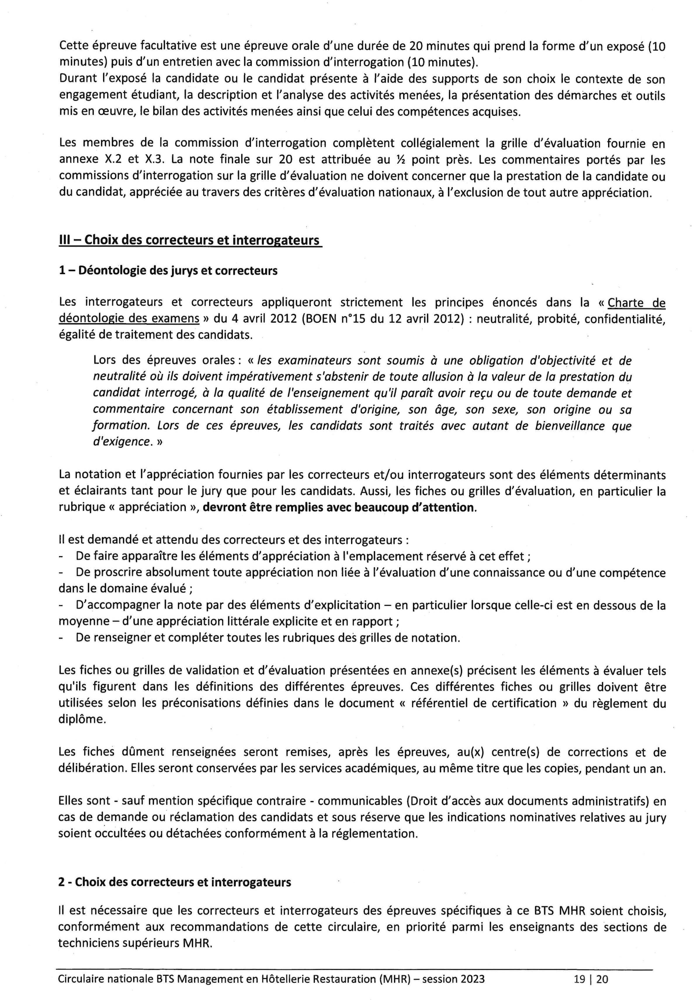 Cette épreuve facultative est une épreuve orale d’une durée de 20 minutes qui prend la forme d’un exposé (10
minutes) puis d’un entretien avec la commission d’interrogation (10 minutes).
Durant l’exposé la candidate ou le candidat présente à l’aide des supports de son choix le contexte de son
engagement étudiant, la description et l’analyse des activités menées, la présentation des démarches et outils
mis en œuvre, le bilan des activités menées ainsi que celui des compétences acquises.
Les membres de la commission d’interrogation complètent collégialement la grille d’évaluation fournie en
annexe X.2 et X.3. La note finale sur 20 est attribuée au ½ point près. Les commentaires portés par les
commissions d’interrogation sur la grille d’évaluation ne doivent concerner que la prestation de la candidate ou
du candidat, appréciée au travers des critères d’évaluation nationaux, à l’exclusion de tout autre appréciation.
III – Choix des correcteurs et interrogateurs
1 – Déontologie des jurys et correcteurs
Les interrogateurs et correcteurs appliqueront strictement les principes énoncés dans la « Charte de
déontologie des examens » du 4 avril 2012 (BOEN n°15 du 12 avril 2012) : neutralité, probité, confidentialité,
égalité de traitement des candidats.
Lors des épreuves orales : « les examinateurs sont soumis à une obligation d'objectivité et de
neutralité où ils doivent impérativement s'abstenir de toute allusion à la valeur de la prestation du
candidat interrogé, à la qualité de l'enseignement qu'il paraît avoir reçu ou de toute demande et
commentaire concernant son établissement d'origine, son âge, son sexe, son origine ou sa
formation. Lors de ces épreuves, les candidats sont traités avec autant de bienveillance que
d'exigence. »
La notation et l’appréciation fournies par les correcteurs et/ou interrogateurs sont des éléments déterminants
et éclairants tant pour le jury que pour les candidats. Aussi, les fiches ou grilles d’évaluation, en particulier la
rubrique « appréciation », devront être remplies avec beaucoup d’attention.
Il est demandé et attendu des correcteurs et des interrogateurs :
- De faire apparaître les éléments d’appréciation à l'emplacement réservé à cet effet ;
- De proscrire absolument toute appréciation non liée à l’évaluation d’une connaissance ou d’une compétence
dans le domaine évalué ;
- D’accompagner la note par des éléments d’explicitation – en particulier lorsque celle-ci est en dessous de la
moyenne – d’une appréciation littérale explicite et en rapport ;
- De renseigner et compléter toutes les rubriques des grilles de notation.
Les fiches ou grilles de validation et d’évaluation présentées en annexe(s) précisent les éléments à évaluer tels
qu'ils figurent dans les définitions des différentes épreuves. Ces différentes fiches ou grilles doivent être
utilisées selon les préconisations définies dans le document « référentiel de certification » du règlement du
diplôme.
Les fiches dûment renseignées seront remises, après les épreuves, au(x) centre(s) de corrections et de
délibération. Elles seront conservées par les services académiques, au même titre que les copies, pendant un an.
Elles sont - sauf mention spécifique contraire - communicables (Droit d’accès aux documents administratifs) en
cas de demande ou réclamation des candidats et sous réserve que les indications nominatives relatives au jury
soient occultées ou détachées conformément à la réglementation.
2 - Choix des correcteurs et interrogateurs
Il est nécessaire que les correcteurs et interrogateurs des épreuves spécifiques à ce BTS MHR soient choisis,
conformément aux recommandations de cette circulaire, en priorité parmi les enseignants des sections de
techniciens supérieurs MHR.
Circulaire nationale BTS Management en Hôtellerie Restauration (MHR) – session 2023 19 | 20